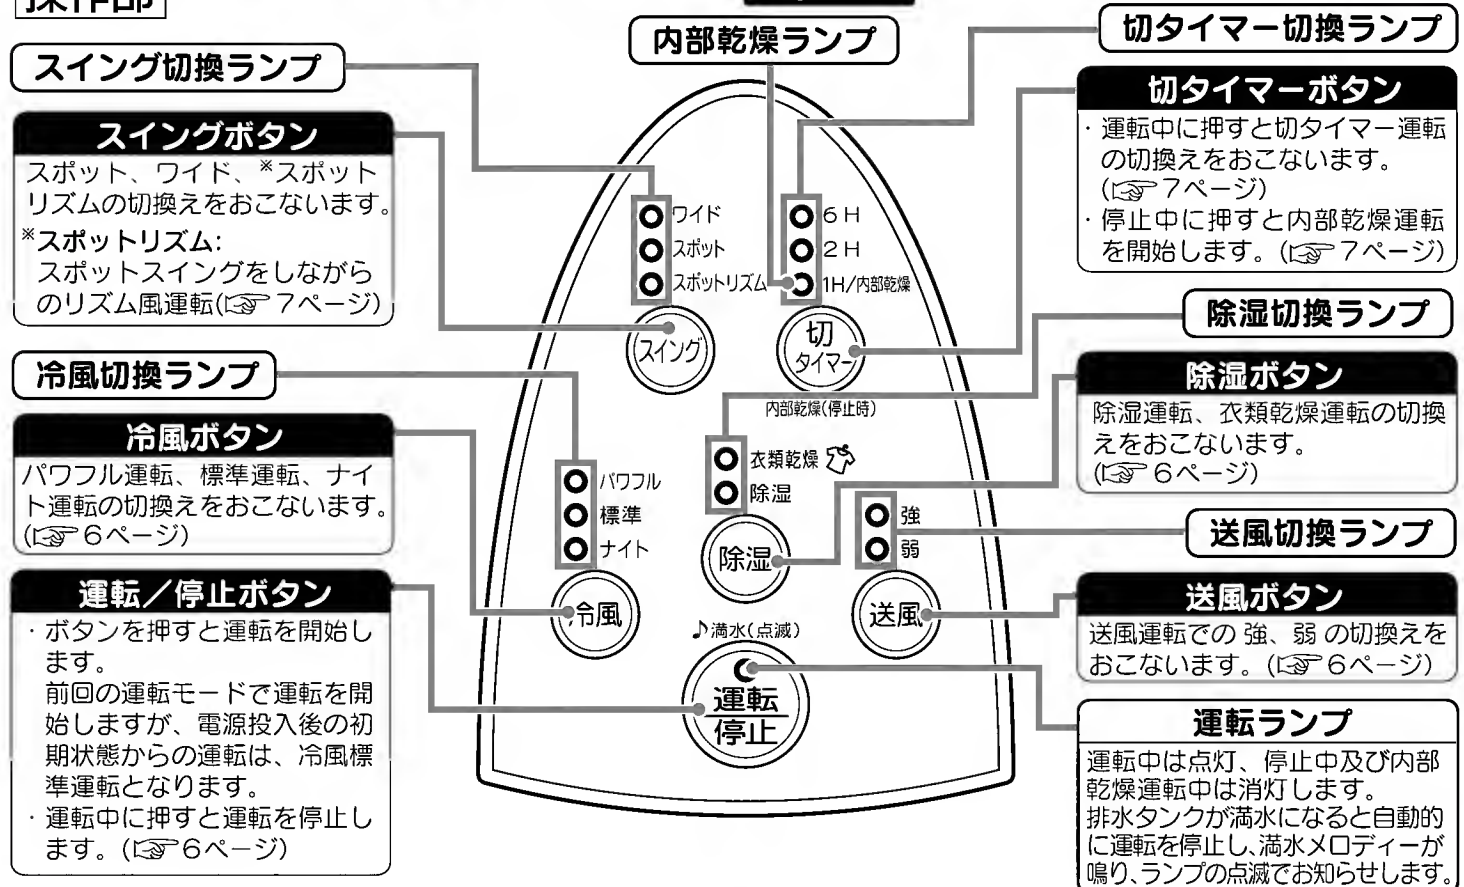 操作部
スイング切換ランプ
スイングボタン
スポット、ワイド、※スポット
リズムの切換えをおこないます。
※スポットリズム:
スポットスイングをしながら
のリズム風運転(☞7ページ)
冷風切換ランプ
冷風ボタン
パワフル運転、標準運転、ナイ
ト運転の切換えをおこないます。
(☞6ページ)
運転／停止ボタン
・ボタンを押すと運転を開始し
ます。
前回の運転モードで運転を開
始しますが、電源投入後の初
期状態からの運転は、冷風標
準運転となります。
・運転中に押すと運転を停止し
ます。(☞6ページ)
内部乾燥ランプ
ワイド
スポット
スポットリズム
スイング
6H
2H
1H/内部乾燥
切
タイマー
内部乾燥(停止時)
衣類乾燥
除湿
除湿
パワフル
標準
ナイト
冷風
強
弱
送風
♪満水(点滅)
運転
停止
切タイマー切換ランプ
切タイマーボタン
・運転中に押すと切タイマー運転
の切換えをおこないます。
(☞7ページ)
・停止中に押すと内部乾燥運転
を開始します。(☞7ページ)
除湿切換ランプ
除湿ボタン
除湿運転、衣類乾燥運転の切換
えをおこないます。
(☞6ページ)
送風切換ランプ
送風ボタン
送風運転での 強、弱 の切換えを
おこないます。(☞6ページ)
運転ランプ
運転中は点灯、停止中及び内部
乾燥運転中は消灯します。
排水タンクが満水になると自動的
に運転を停止し、満水メロディーが
鳴り、ランプの点滅でお知らせします。